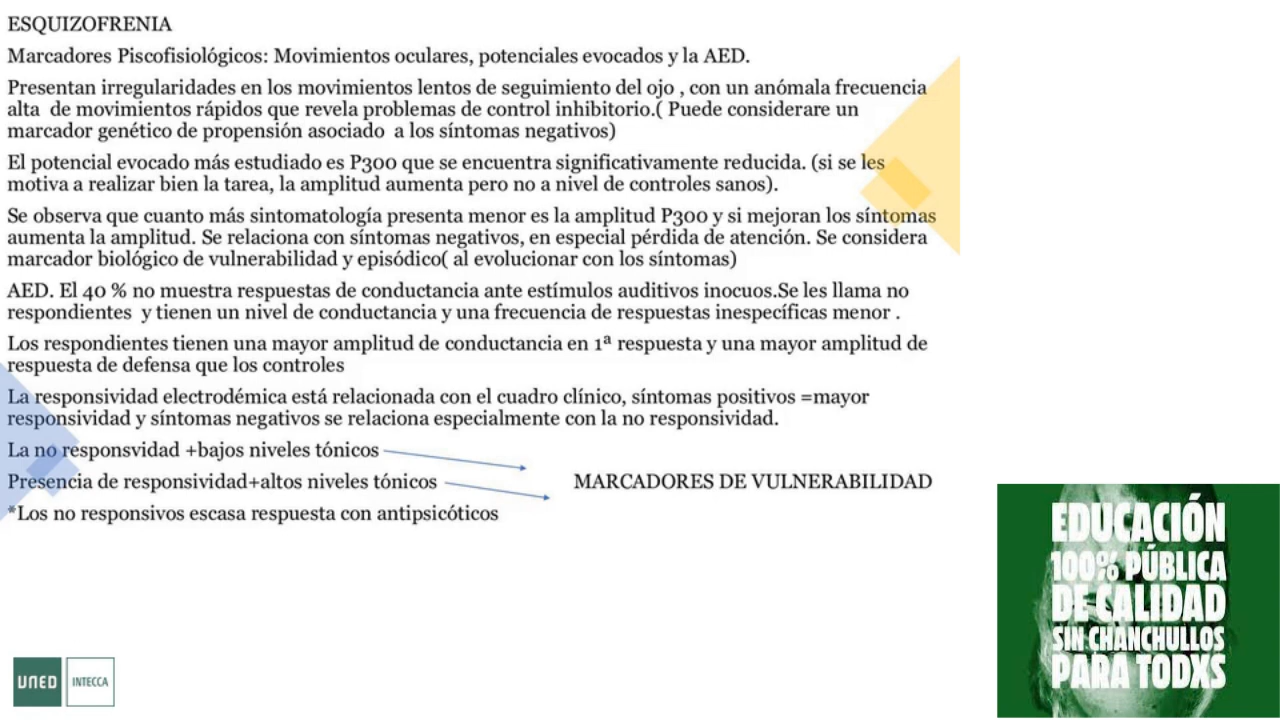 ESQUIZOFRENIA
Marcadores Piscofisiológicos: Movimientos oculares, potenciales evocados y la AED.
Presentan irregularidades en los movimientos lentos de seguimiento del ojo , con un anómala frecuencia
alta  de movimientos rápidos que revela problemas de control inhibitorio.( Puede considerare un
marcador genético de propensión asociado  a los síntomas negativos)
El potencial evocado más estudiado es P300 que se encuentra significativamente reducida. (si se les
motiva a realizar bien la tarea, la amplitud aumenta pero no a nivel de controles sanos).
Se observa que cuanto más sintomatología presenta menor es la amplitud P300 y si mejoran los síntomas
aumenta la amplitud. Se relaciona con síntomas negativos, en especial pérdida de atención. Se considera
marcador biológico de vulnerabilidad y episódico( al evolucionar con los síntomas)
AED. El 40 % no muestra respuestas de conductancia ante estímulos auditivos inocuos.Se les llama no
respondientes  y tienen un nivel de conductancia y una frecuencia de respuestas inespecíficas menor .
Los respondientes tienen una mayor amplitud de conductancia en 1ª respuesta y una mayor amplitud de
respuesta de defensa que los controles
La responsividad electrodémica está relacionada con el cuadro clínico, síntomas positivos =mayor
responsividad y síntomas negativos se relaciona especialmente con la no responsividad.
La no responsvidad +bajos niveles tónicos
Presencia de responsividad+altos niveles tónicos MARCADORES DE VULNERABILIDAD
*Los no responsivos escasa respuesta con antipsicóticos
EDUCACIÓN
100% PÚBLICA
DE CALIDAD
SIN CHANCHULLOS
PARA TODXS
UNED INTECCA